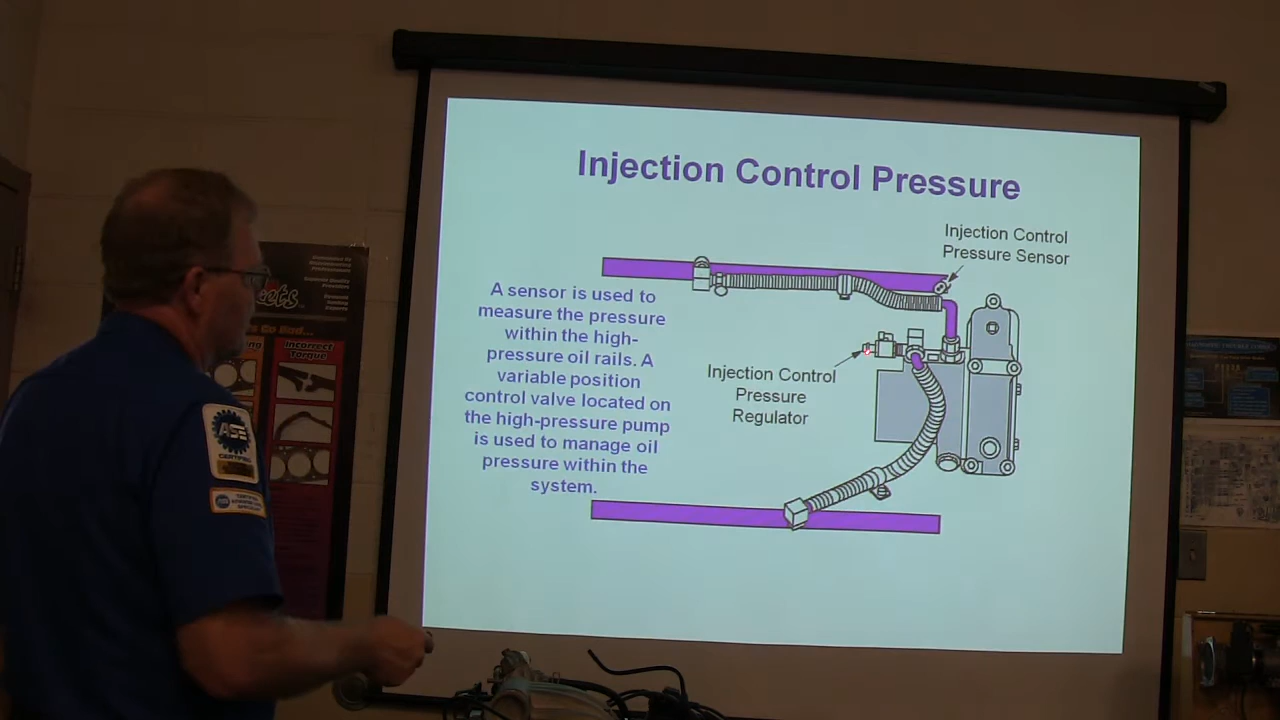 Injection Control Pressure
Injection Control
Pressure Sensor
A sensor is used to
measure the pressure
within the high-
pressure oil rails. A
variable position
control valve located on
the high-pressure pump
is used to manage oil
pressure within the
system.
Injection Control
Pressure
Regulator
Incorrect
Torque
ASE
CERTIFIED